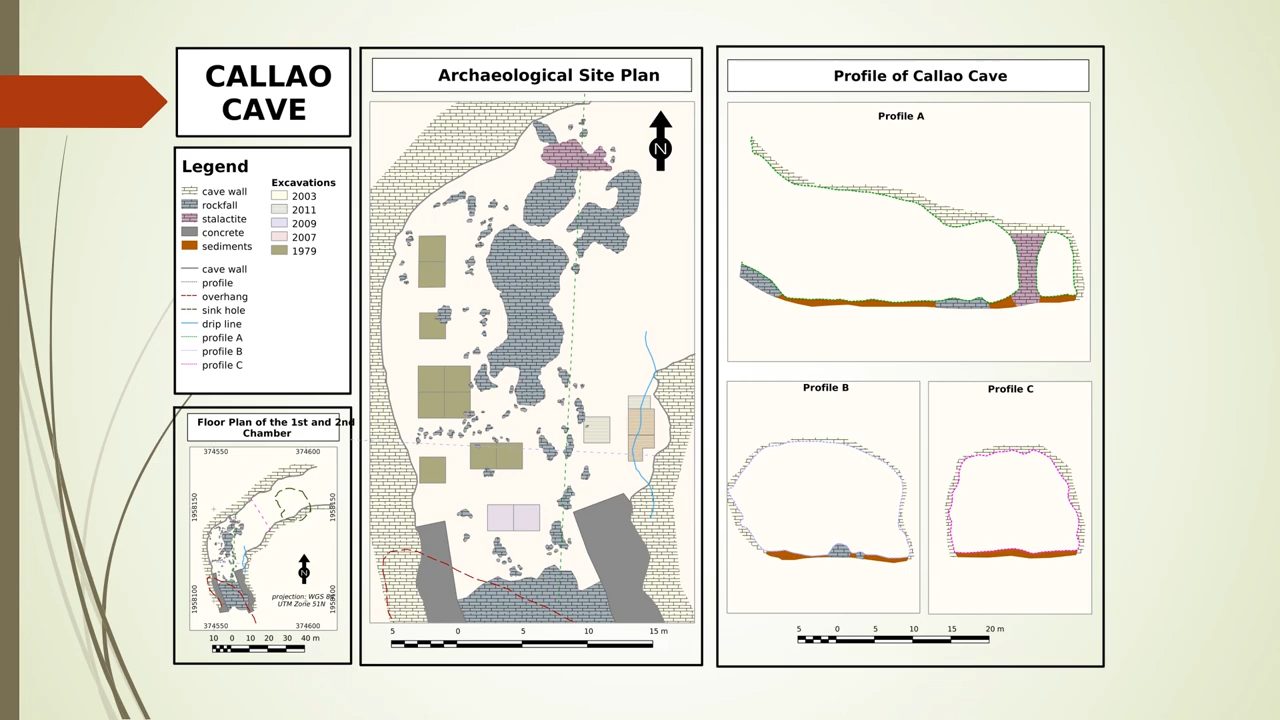 CALLAO
CAVE
Legend
cave wall
rockfall
stalactite
concrete
sediments
Excavations
2003
2011
2009
2007
1979
cave wall
profile
overhang
sink hole
drip line
profile A
profile B
profile C
Floor Plan of the 1st and 2nd
Chamber
374550 374600
1958150 1958150
1958100
N
projection: WGS 8
UTM Zone 51N
374550 374600
10 0 10 20 30 40 m
Archaeological Site Plan
N
5 0 5 10 15 m
Profile of Callao Cave
Profile A
Profile B
Profile C
5 0 5 10 15 20 m